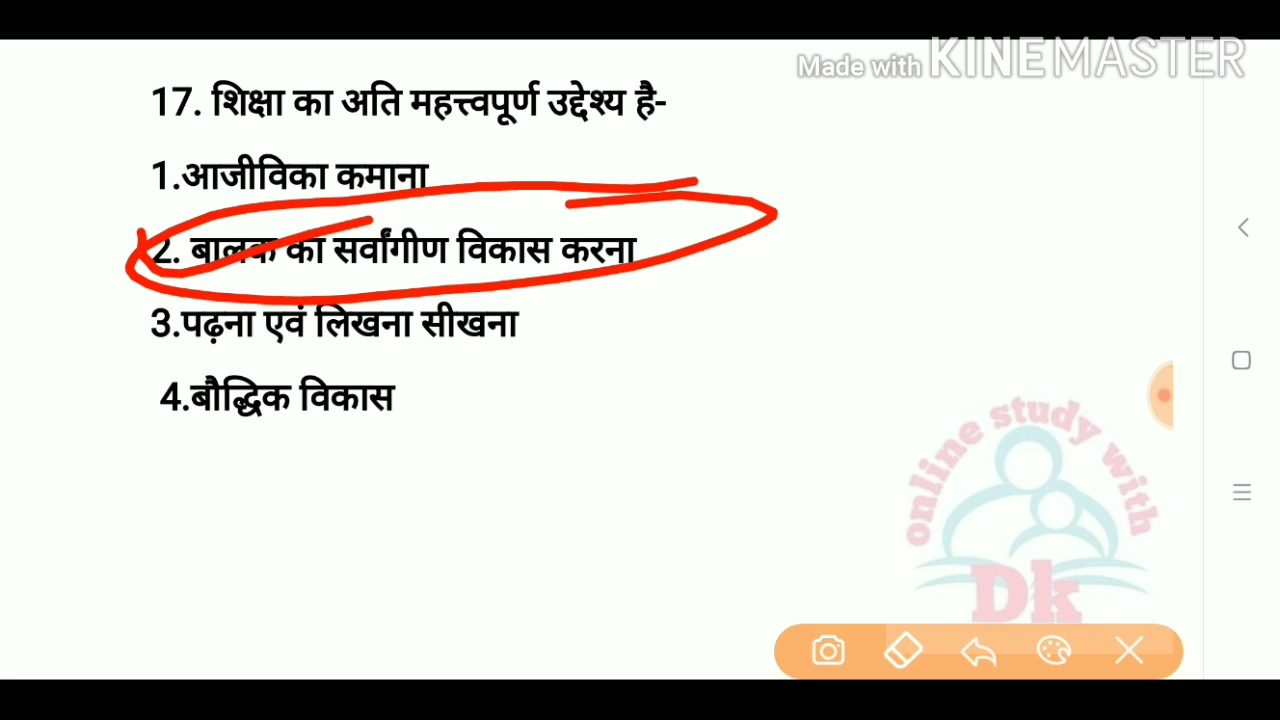 Made with KINEMASTER
17. शिक्षा का अति महत्त्वपूर्ण उद्देश्य है-
1.आजीविका कमाना
2. बालक का सर्वांगीण विकास करना
3.पढ़ना एवं लिखना सीखना
4.बौद्धिक विकास
online study with
Dk